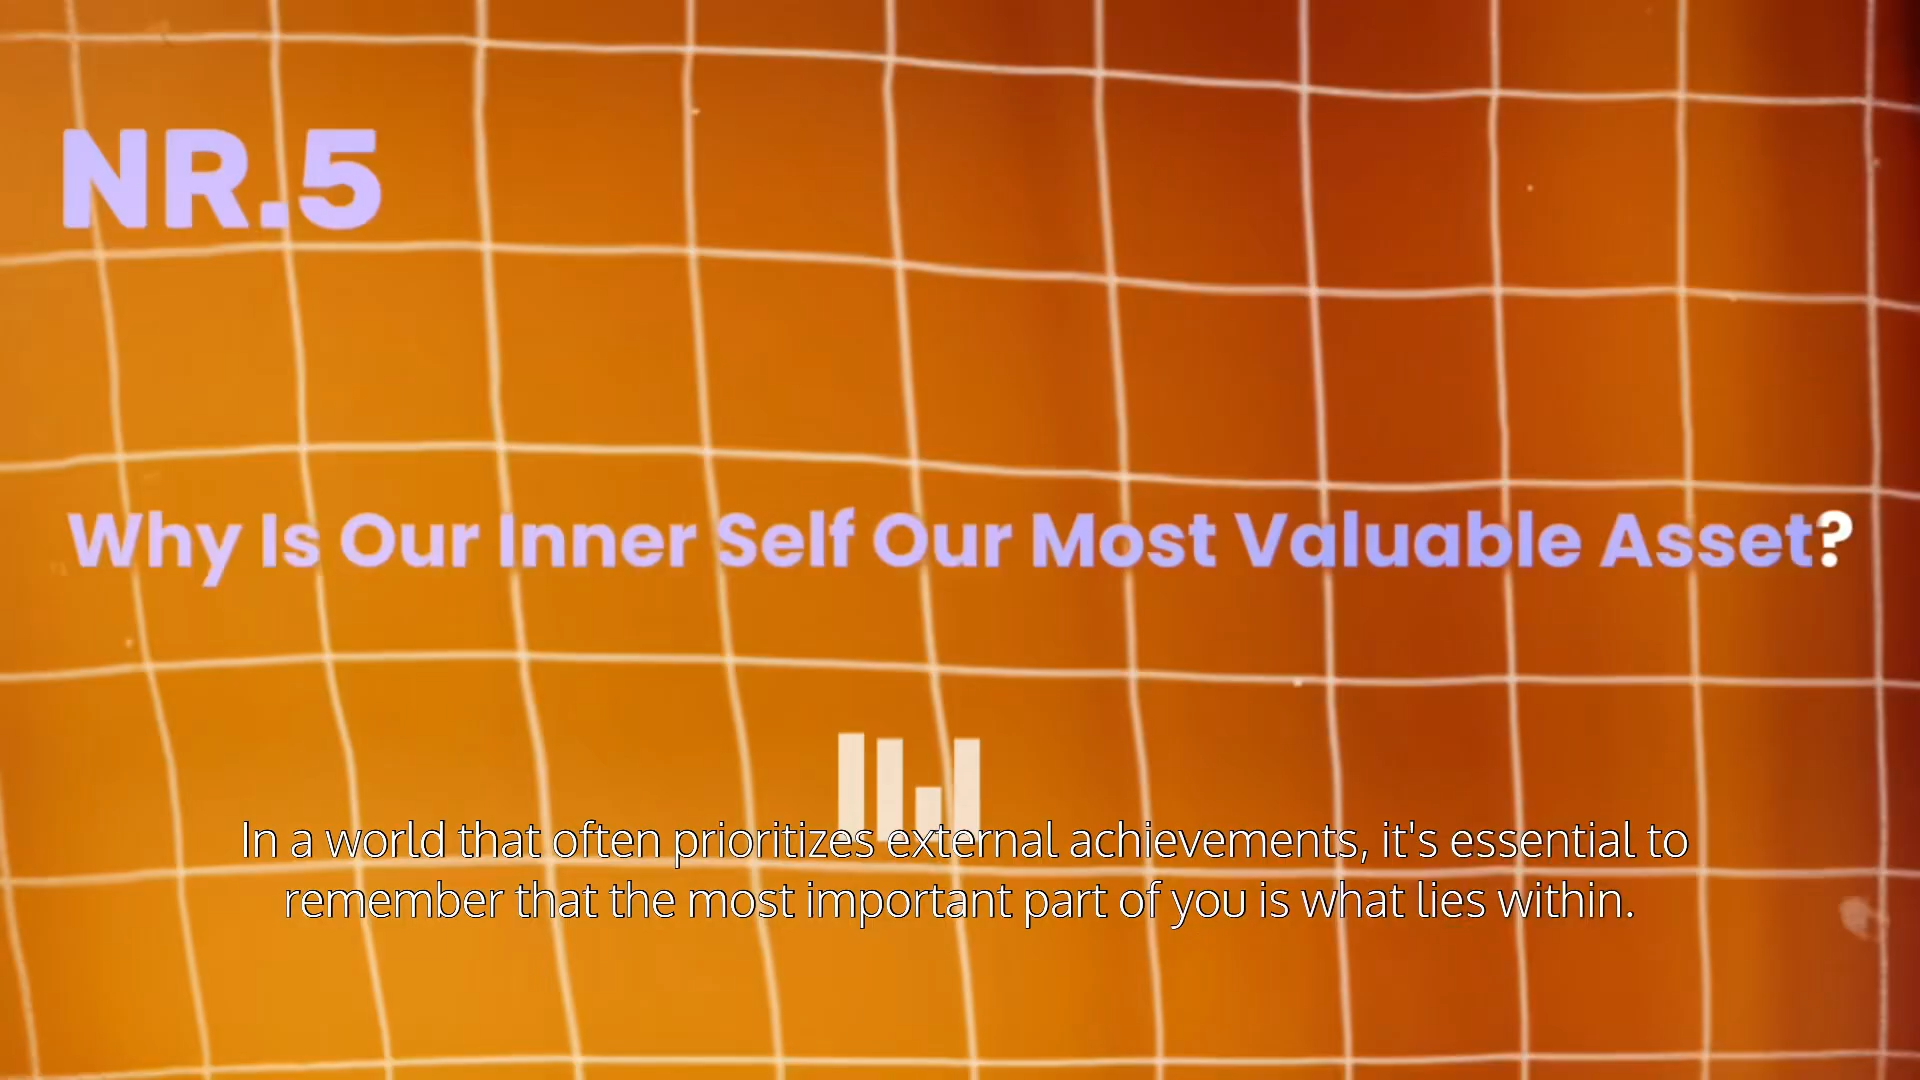 NR.5
Why Is Our Inner Self Our Most Valuable Asset?
In a world that often prioritizes external achievements, it's essential to
remember that the most important part of you is what lies within.